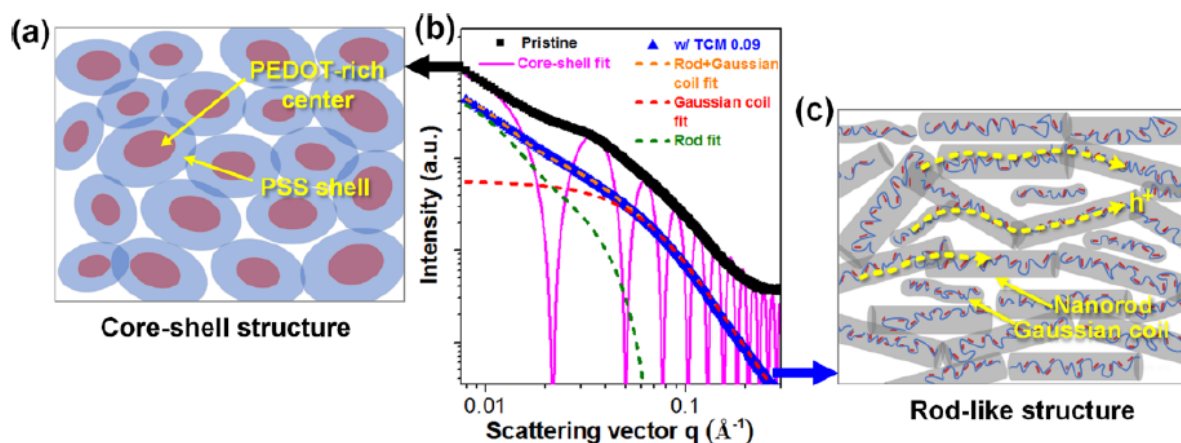 (a)
PEDOT-rich
center
PSS shell
Core-shell structure
(b)
Pristine
Core-shell fit
w/ TCM 0.09
Rod+Gaussian
coil fit
Gaussian coil
fit
Rod fit
Intensity (a.u.)
0.01
0.1
Scattering vector q (Å⁻¹)
(c)
h⁺
Nanorod
Gaussian coil
Rod-like structure